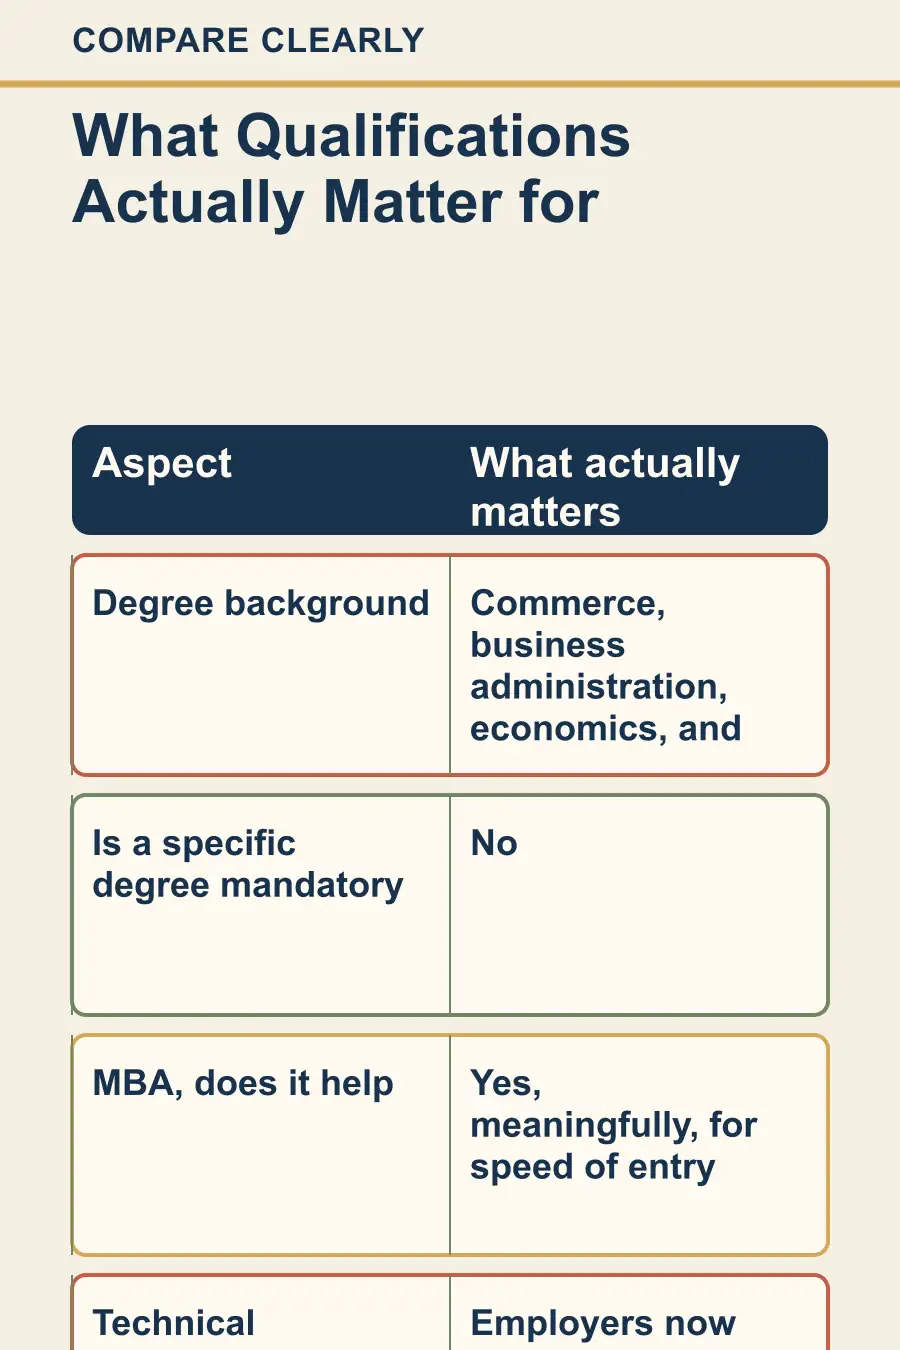 COMPARE CLEARLY
What Qualifications
Actually Matter for
Aspect
What actually
matters
Degree background
Commerce,
business
administration,
economics, and
Is a specific
degree mandatory
No
MBA, does it help
Yes,
meaningfully, for
speed of entry
Technical
Employers now